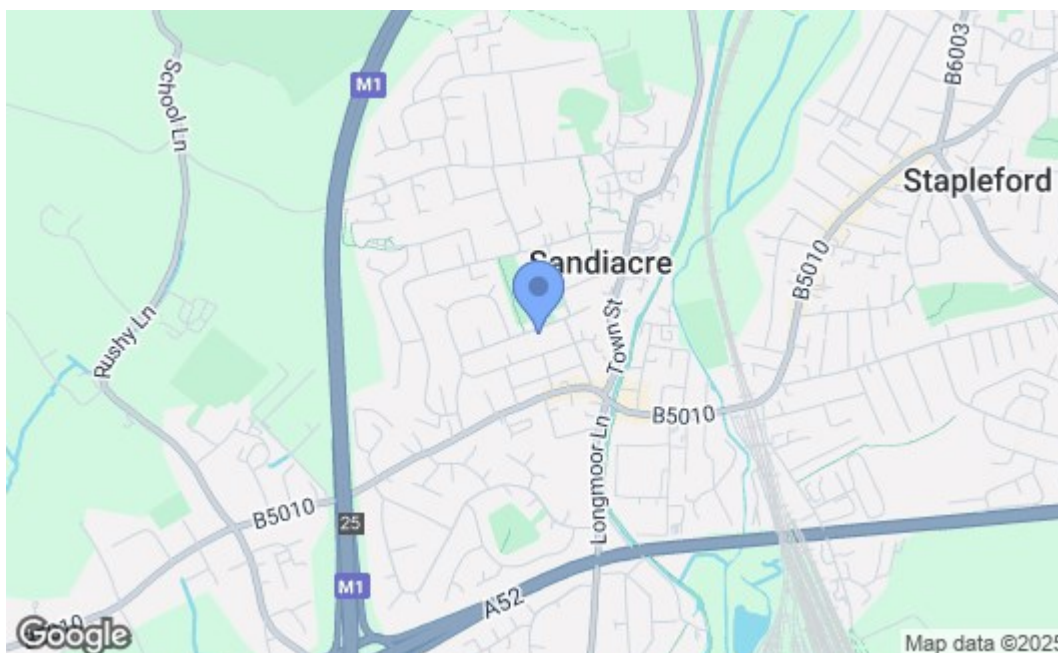 School Ln
M1
B6003
Stapleford
Sandiacre
B5010
Rushy Ln
Town St
B5010
Longmoor Ln
B5010
25
M1
A52
Google
Map data ©2025